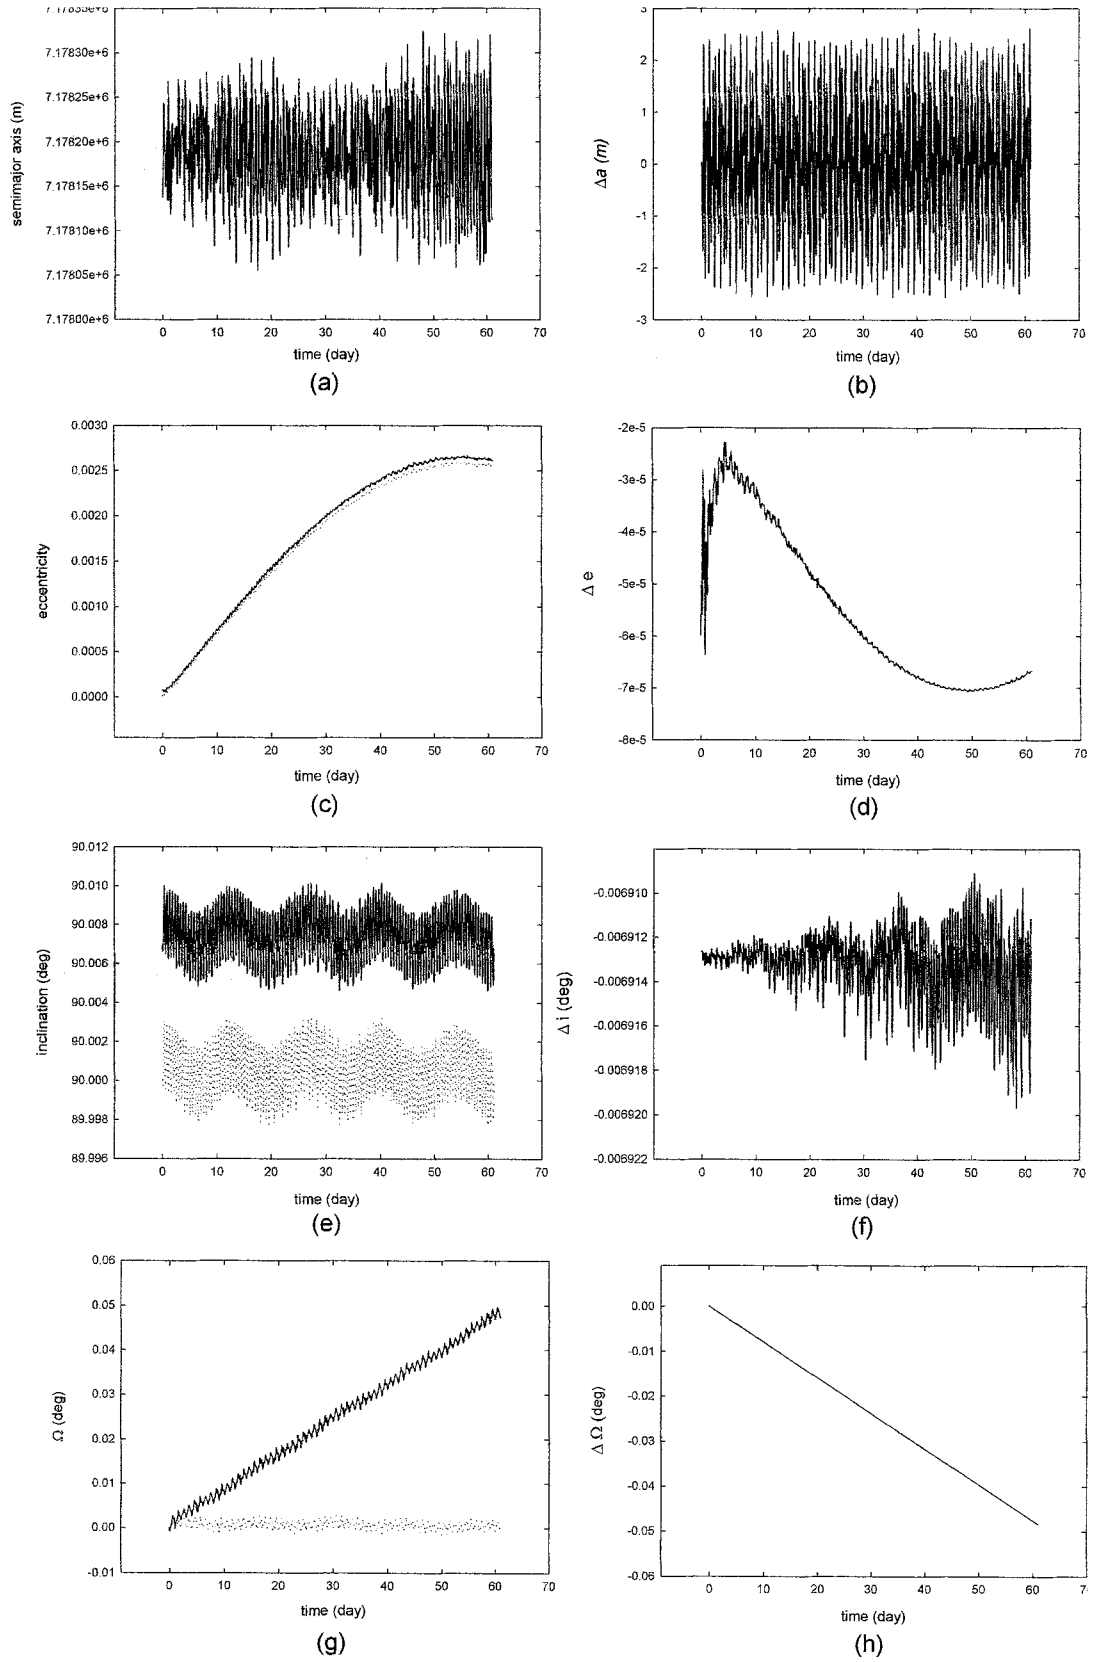 7.17835e+6
7.17830e+6
7.17825e+6
7.17820e+6
7.17815e+6
7.17810e+6
7.17805e+6
7.17800e+6
semimajor axis (m)
0 10 20 30 40 50 60 70
time (day)
(a)
3
2
1
0
-1
-2
-3
Δa (m)
0 10 20 30 40 50 60 70
time (day)
(b)
0.0030
0.0025
0.0020
0.0015
0.0010
0.0005
0.0000
eccentricity
0 10 20 30 40 50 60 70
time (day)
(c)
-2e-5
-3e-5
-4e-5
-5e-5
-6e-5
-7e-5
-8e-5
Δ e
0 10 20 30 40 50 60 70
time (day)
(d)
90.012
90.010
90.008
90.006
90.004
90.002
90.000
89.998
89.996
inclination (deg)
0 10 20 30 40 50 60 70
time (day)
(e)
-0.006910
-0.006912
-0.006914
-0.006916
-0.006918
-0.006920
-0.006922
Δ i (deg)
0 10 20 30 40 50 60 70
time (day)
(f)
0.06
0.05
0.04
0.03
0.02
0.01
0.00
-0.01
Ω (deg)
0 10 20 30 40 50 60 70
time (day)
(g)
0.00
-0.01
-0.02
-0.03
-0.04
-0.05
-0.06
Δ Ω (deg)
0 10 20 30 40 50 60 7
time (day)
(h)